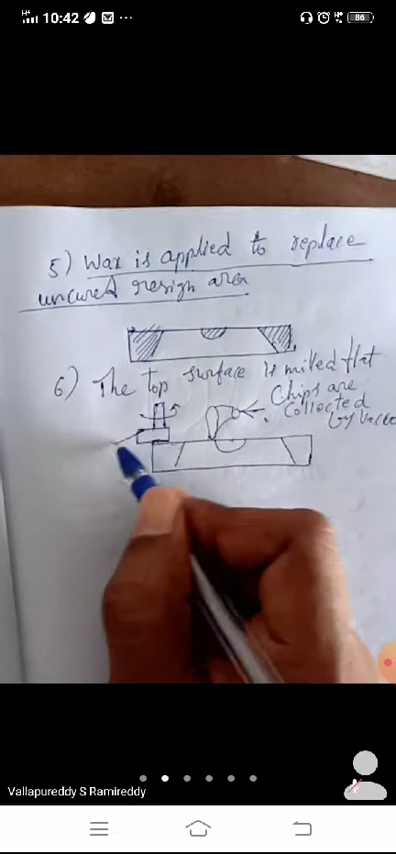 H+ 10:42 ... 86
5) Wax is applied to replace
uncured resign area
6) The Top surface is milled flat
Chips are
Collected
by
Vallapureddy S Ramireddy